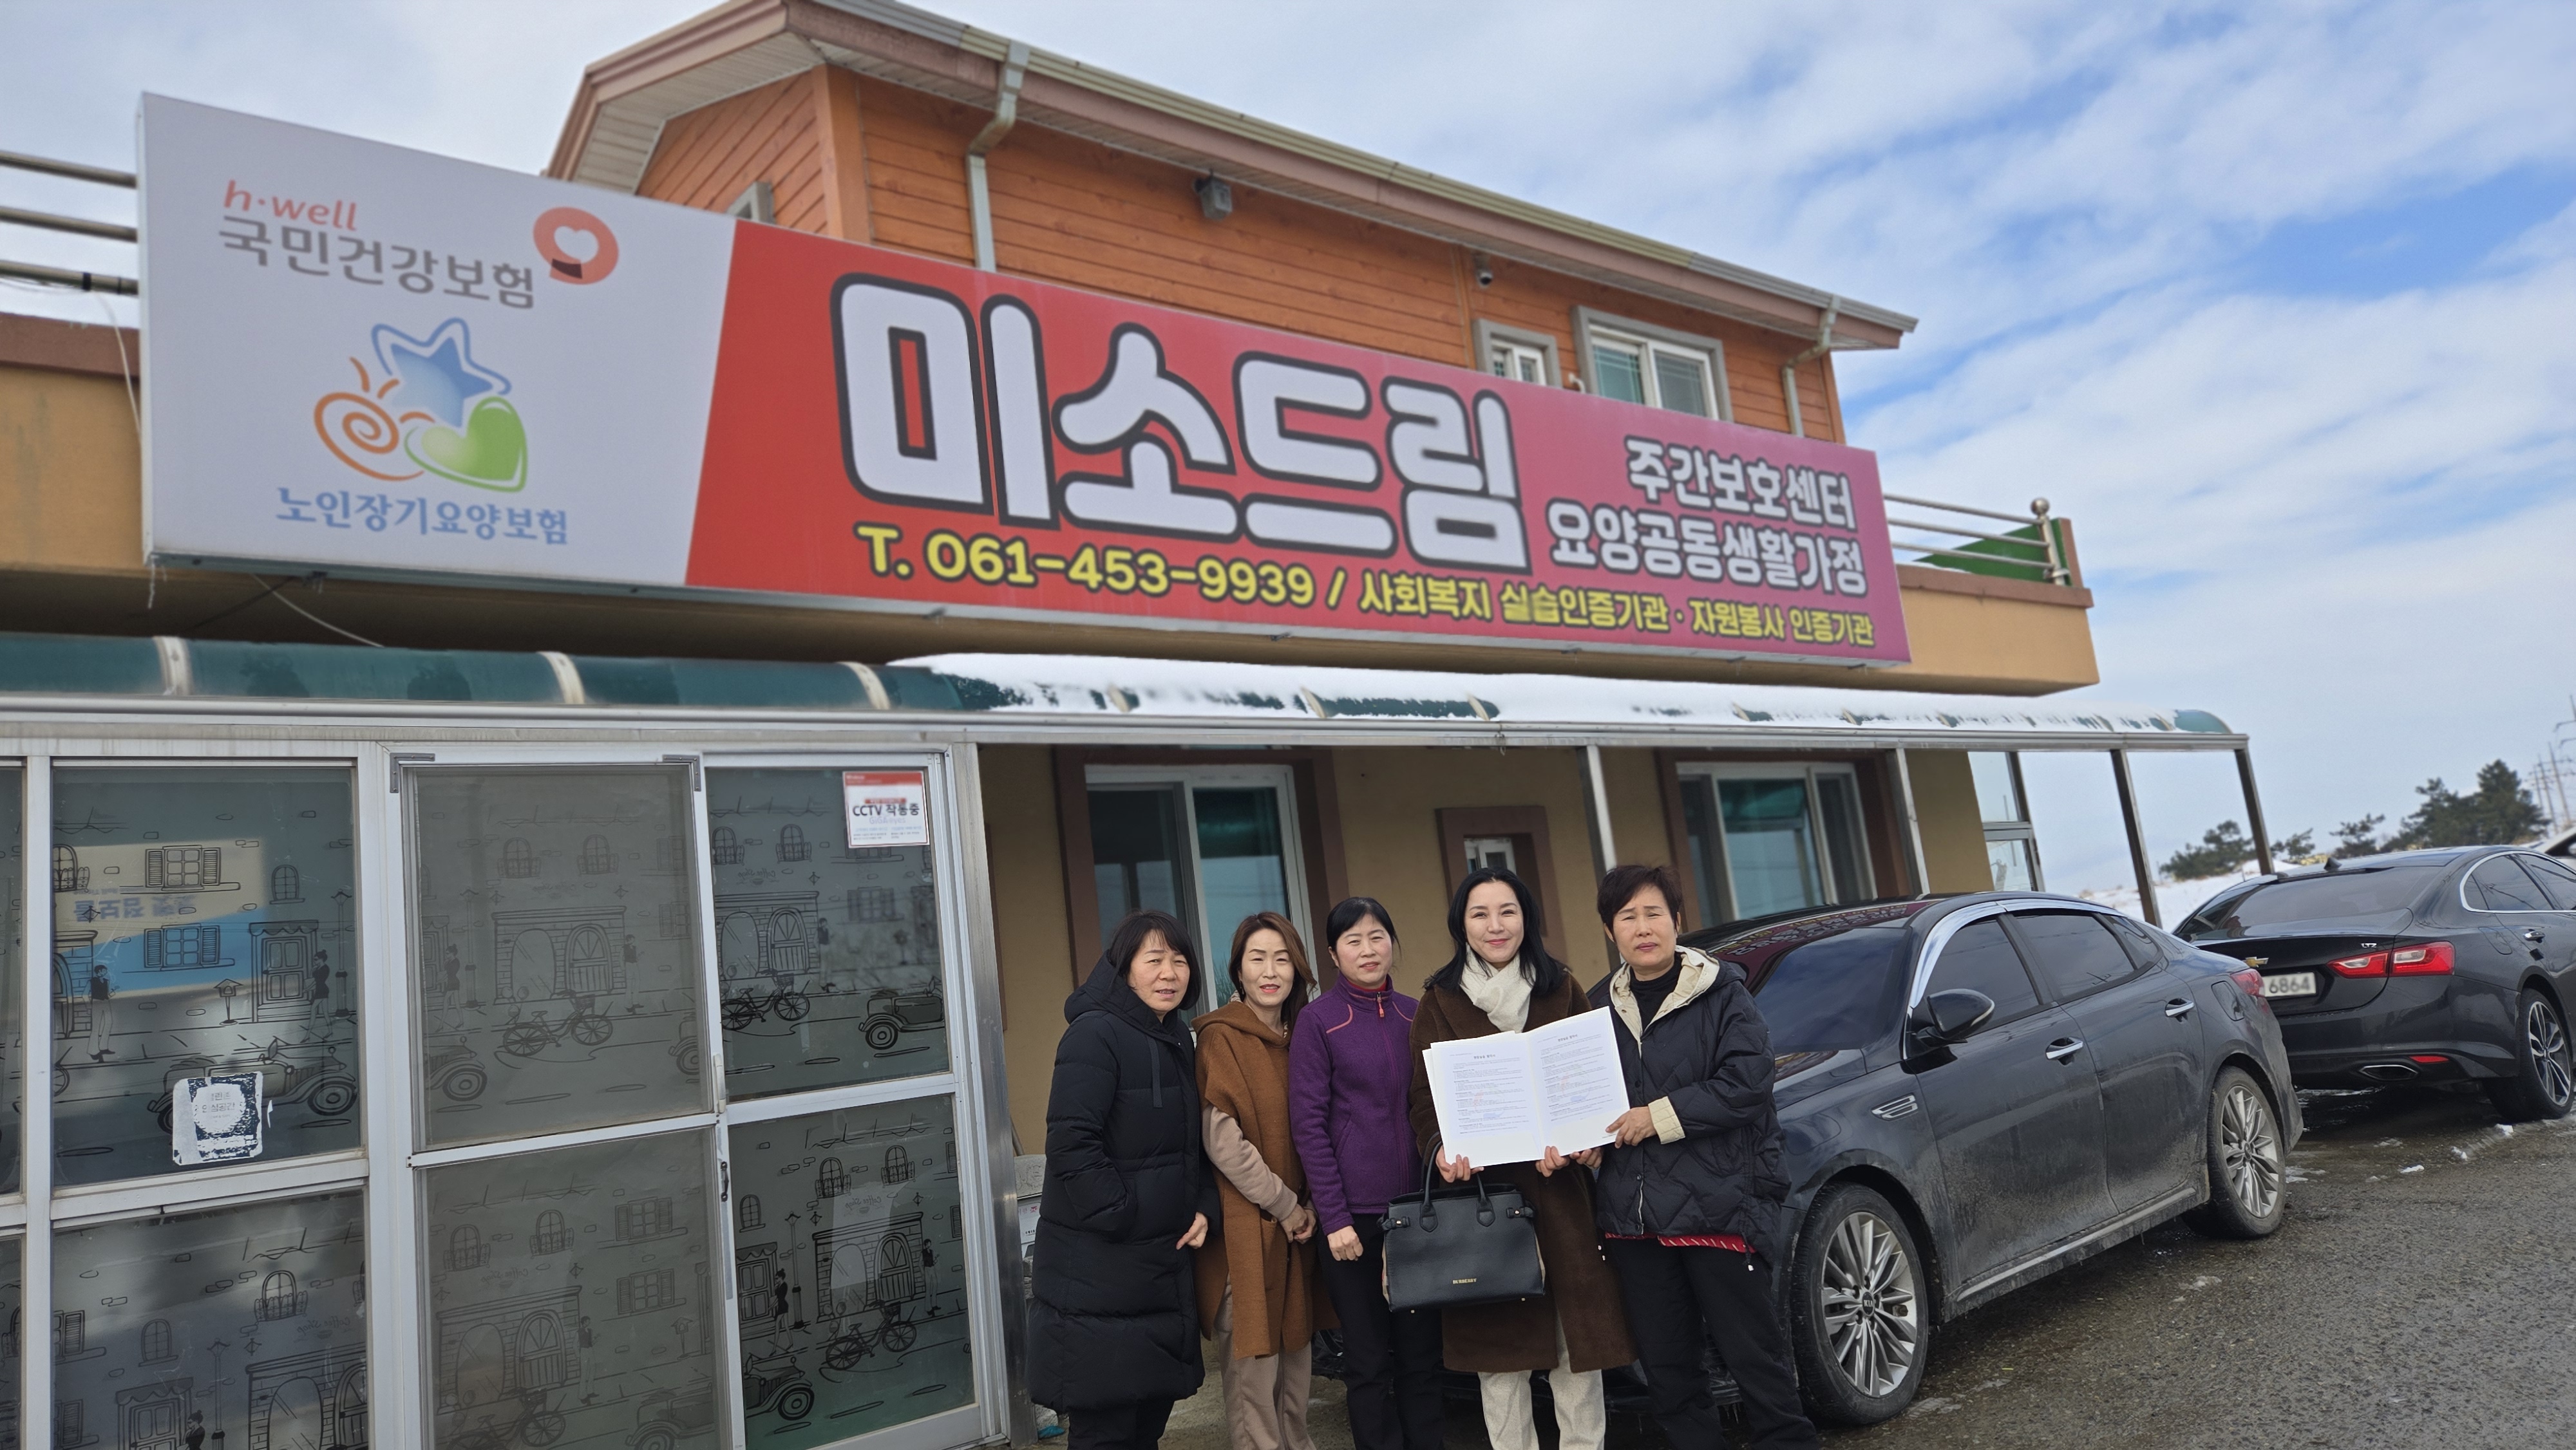 h·well
국민건강보험
노인장기요양보험
미소드림
주간보호센터
요양공동생활가정
T. 061-453-9939 / 사회복지 실습인증기관 · 자원봉사 인증기관
CCTV 작동중
LTZ
6864
KIA
BURBERRY